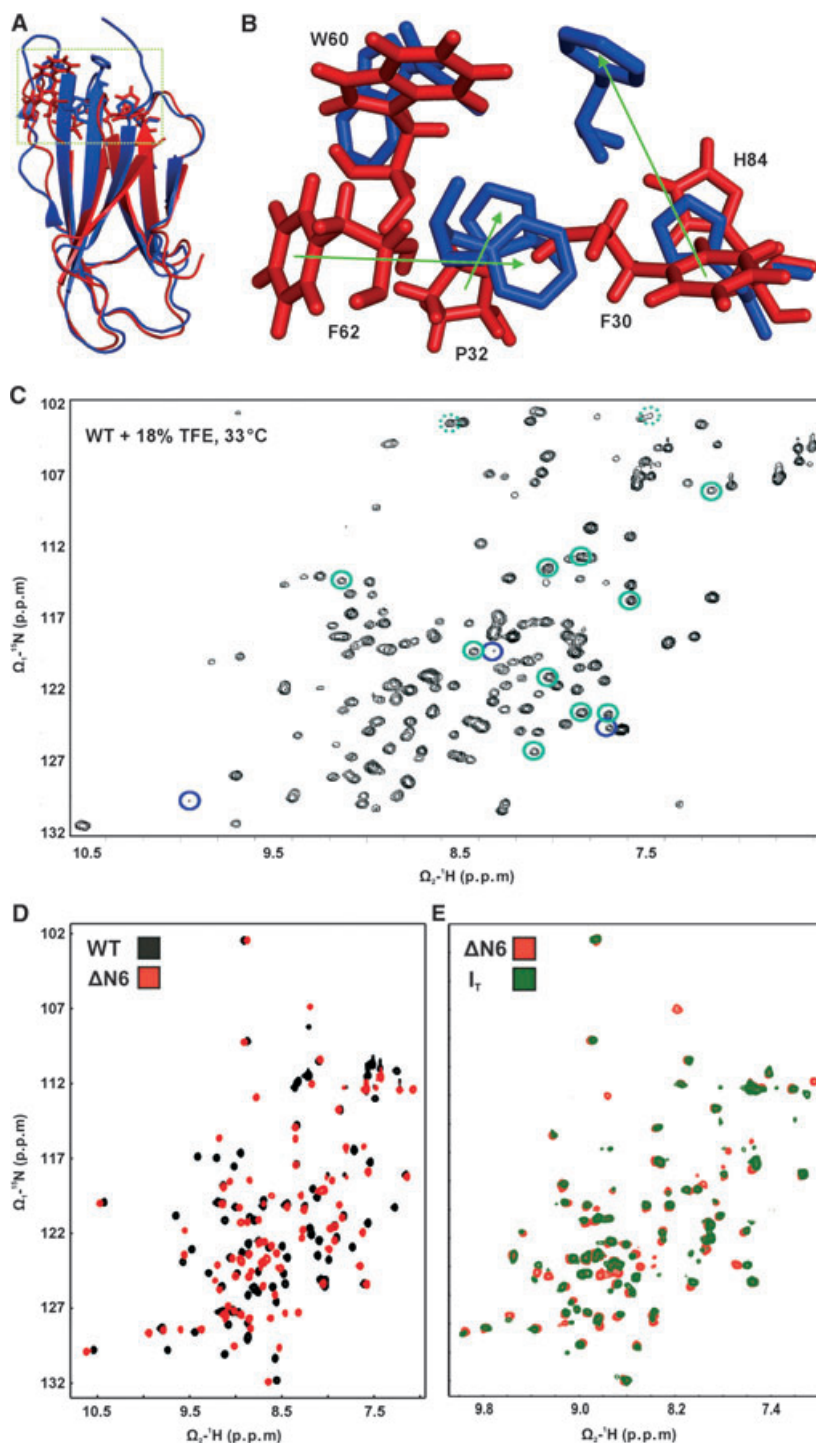 A
B
W60
H84
F62
P32
F30
C
WT + 18% TFE, 33°C
102
107
112
117
122
127
132
Ω₁-¹⁵N (p.p.m)
10.5 9.5 8.5 7.5
Ω₂-¹H (p.p.m)
D
WT
ΔN6
102
107
112
117
122
127
132
Ω₁-¹⁵N (p.p.m)
10.5 9.5 8.5 7.5
Ω₂-¹H (p.p.m)
E
ΔN6
Iᴛ
9.8 9.0 8.2 7.4
Ω₂-¹H (p.p.m)